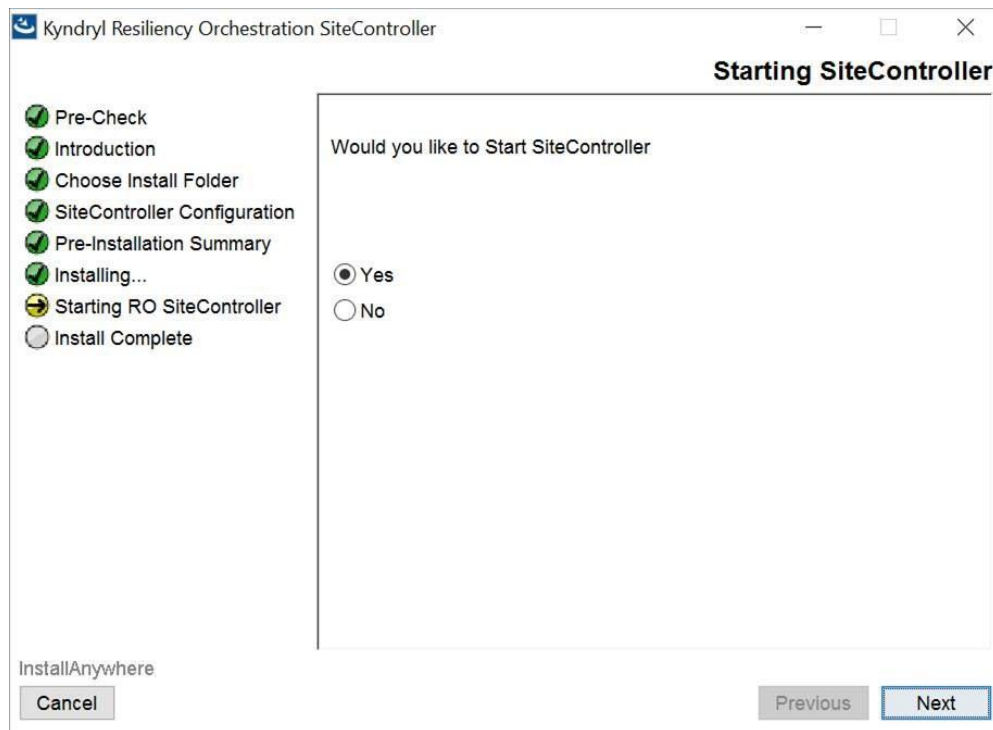 Kyndryl Resiliency Orchestration SiteController
Starting SiteController
Pre-Check
Introduction
Choose Install Folder
SiteController Configuration
Pre-Installation Summary
Installing...
Starting RO SiteController
Install Complete
Would you like to Start SiteController
Yes
No
InstallAnywhere
Cancel
Previous
Next